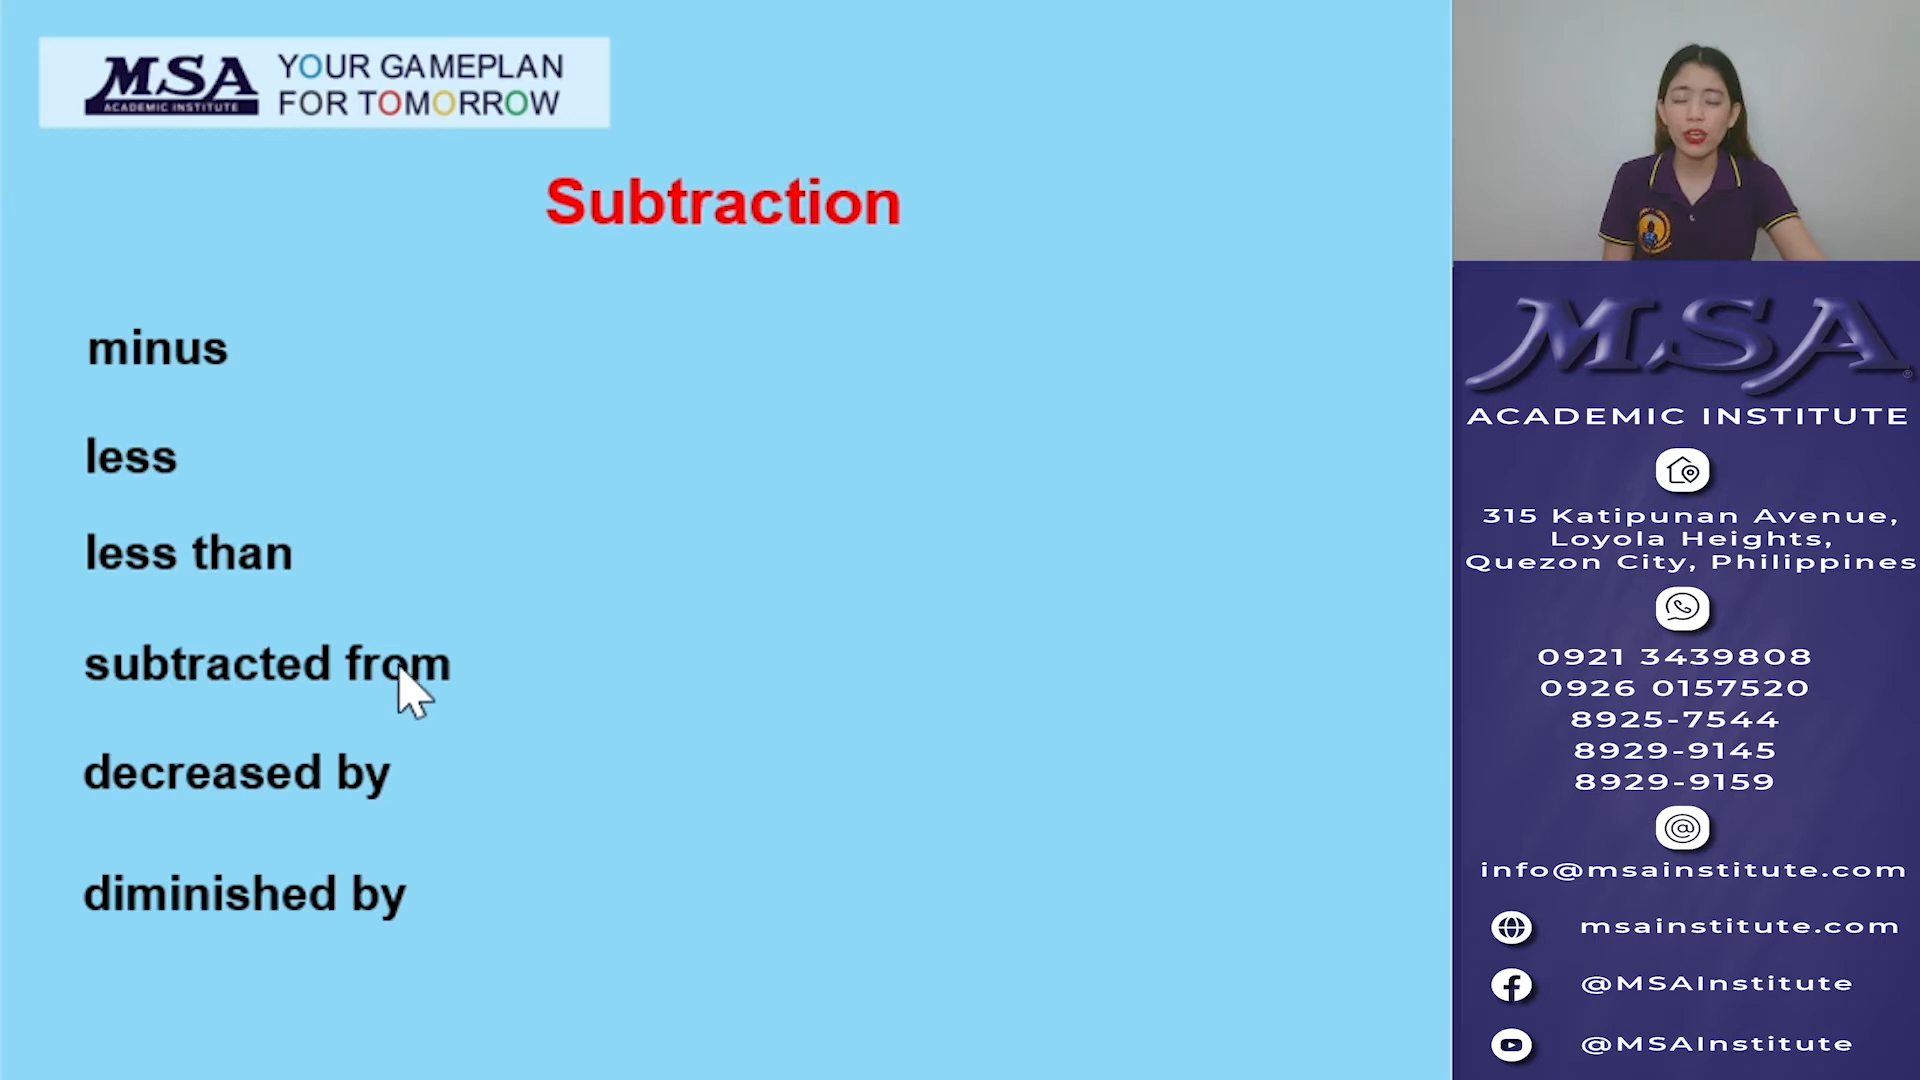 MSA
ACADEMIC INSTITUTE
YOUR GAMEPLAN
FOR TOMORROW
Subtraction
minus
less
less than
subtracted from
decreased by
diminished by
MSA
ACADEMIC INSTITUTE
315 Katipunan Avenue,
Loyola Heights,
Quezon City, Philippines
0921 3439808
0926 0157520
8925-7544
8929-9145
8929-9159
info@msainstitute.com
msainstitute.com
@MSAInstitute
@MSAInstitute